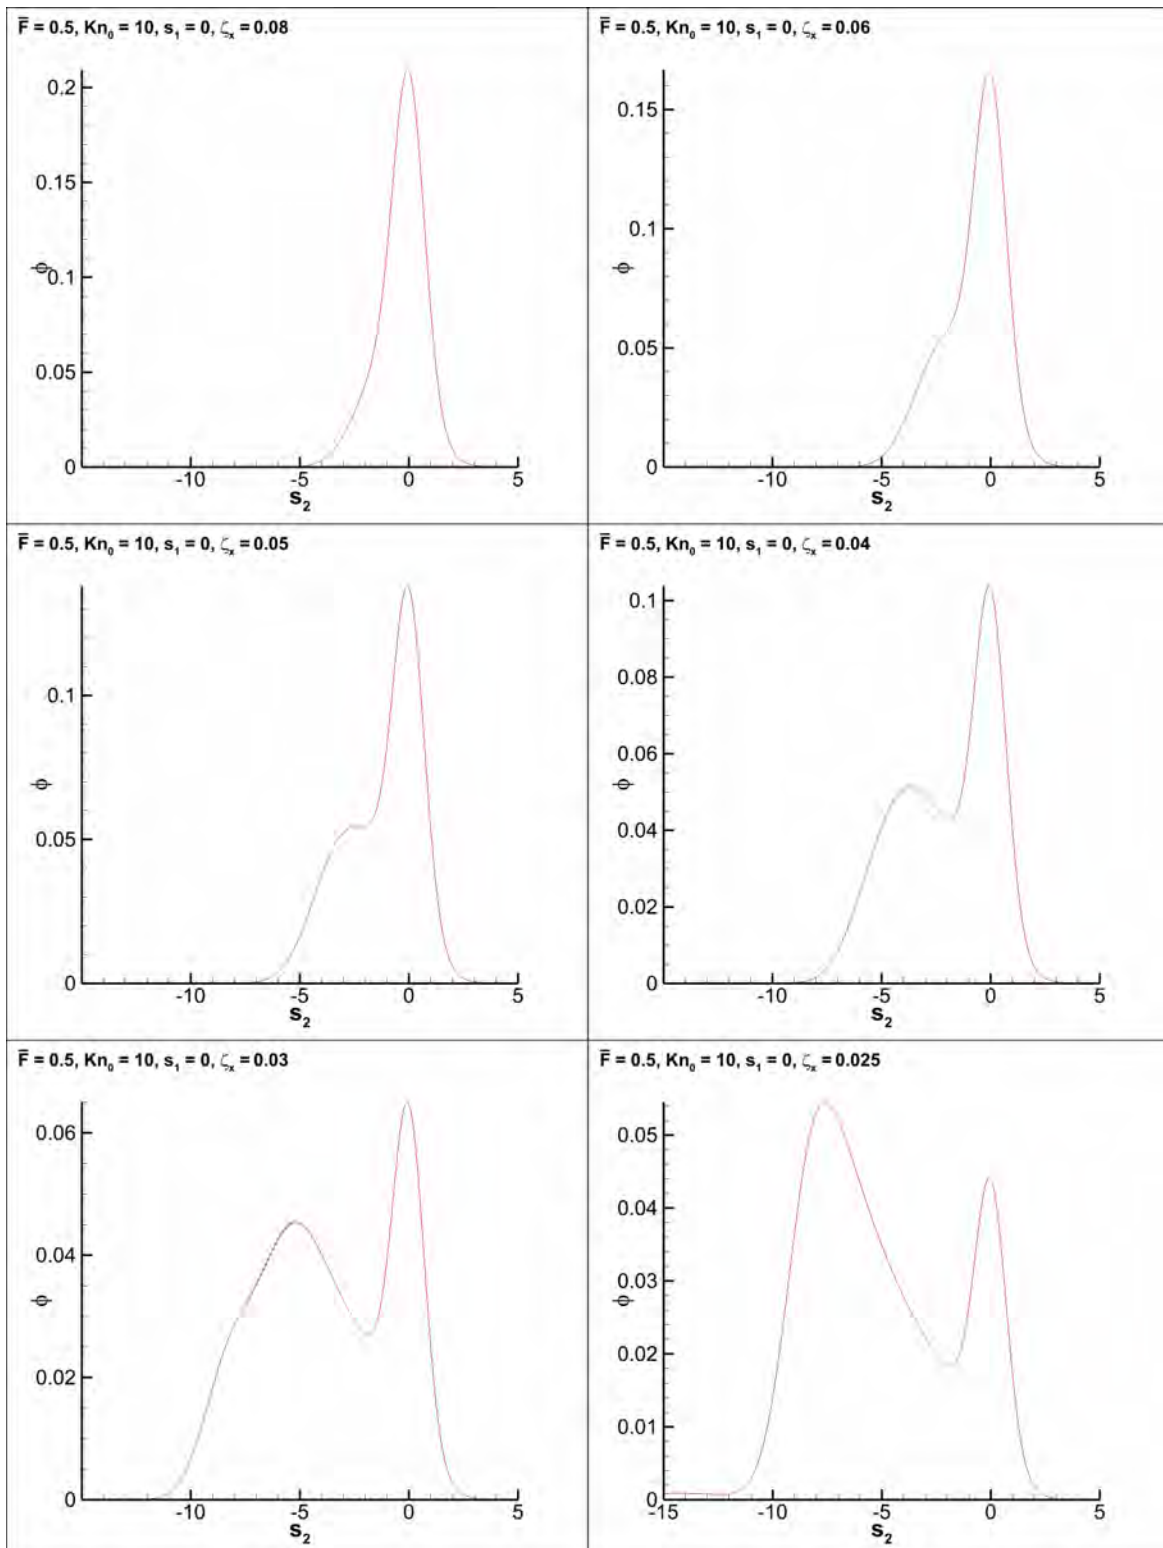 F̅ = 0.5, Kn₀ = 10, s₁ = 0, ζₓ = 0.08
0.2
0.15
ϕ
0.1
0.05
0
-10 -5 0 5
s₂
F̅ = 0.5, Kn₀ = 10, s₁ = 0, ζₓ = 0.06
0.15
0.1
ϕ
0.05
0
-10 -5 0 5
s₂
F̅ = 0.5, Kn₀ = 10, s₁ = 0, ζₓ = 0.05
0.1
ϕ
0.05
0
-10 -5 0 5
s₂
F̅ = 0.5, Kn₀ = 10, s₁ = 0, ζₓ = 0.04
0.1
0.08
0.06
ϕ
0.04
0.02
0
-10 -5 0 5
s₂
F̅ = 0.5, Kn₀ = 10, s₁ = 0, ζₓ = 0.03
0.06
0.04
ϕ
0.02
0
-10 -5 0 5
s₂
F̅ = 0.5, Kn₀ = 10, s₁ = 0, ζₓ = 0.025
0.05
0.04
0.03
ϕ
0.02
0.01
0
-15 -10 -5 0 5
s₂